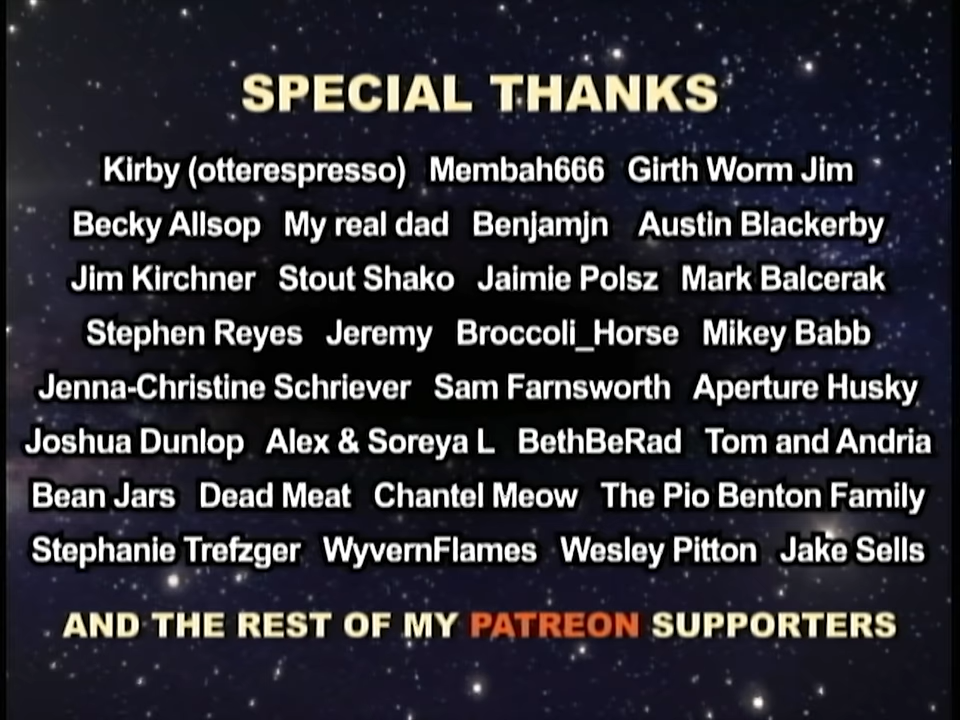 SPECIAL THANKS
Kirby (otterespresso) Membah666 Girth Worm Jim
Becky Allsop My real dad Benjamjn Austin Blackerby
Jim Kirchner Stout Shako Jaimie Polsz Mark Balcerak
Stephen Reyes Jeremy Broccoli_Horse Mikey Babb
Jenna-Christine Schriever Sam Farnsworth Aperture Husky
Joshua Dunlop Alex & Soreya L BethBeRad Tom and Andria
Bean Jars Dead Meat Chantel Meow The Pio Benton Family
Stephanie Trefzger WyvernFlames Wesley Pitton Jake Sells
AND THE REST OF MY PATREON SUPPORTERS